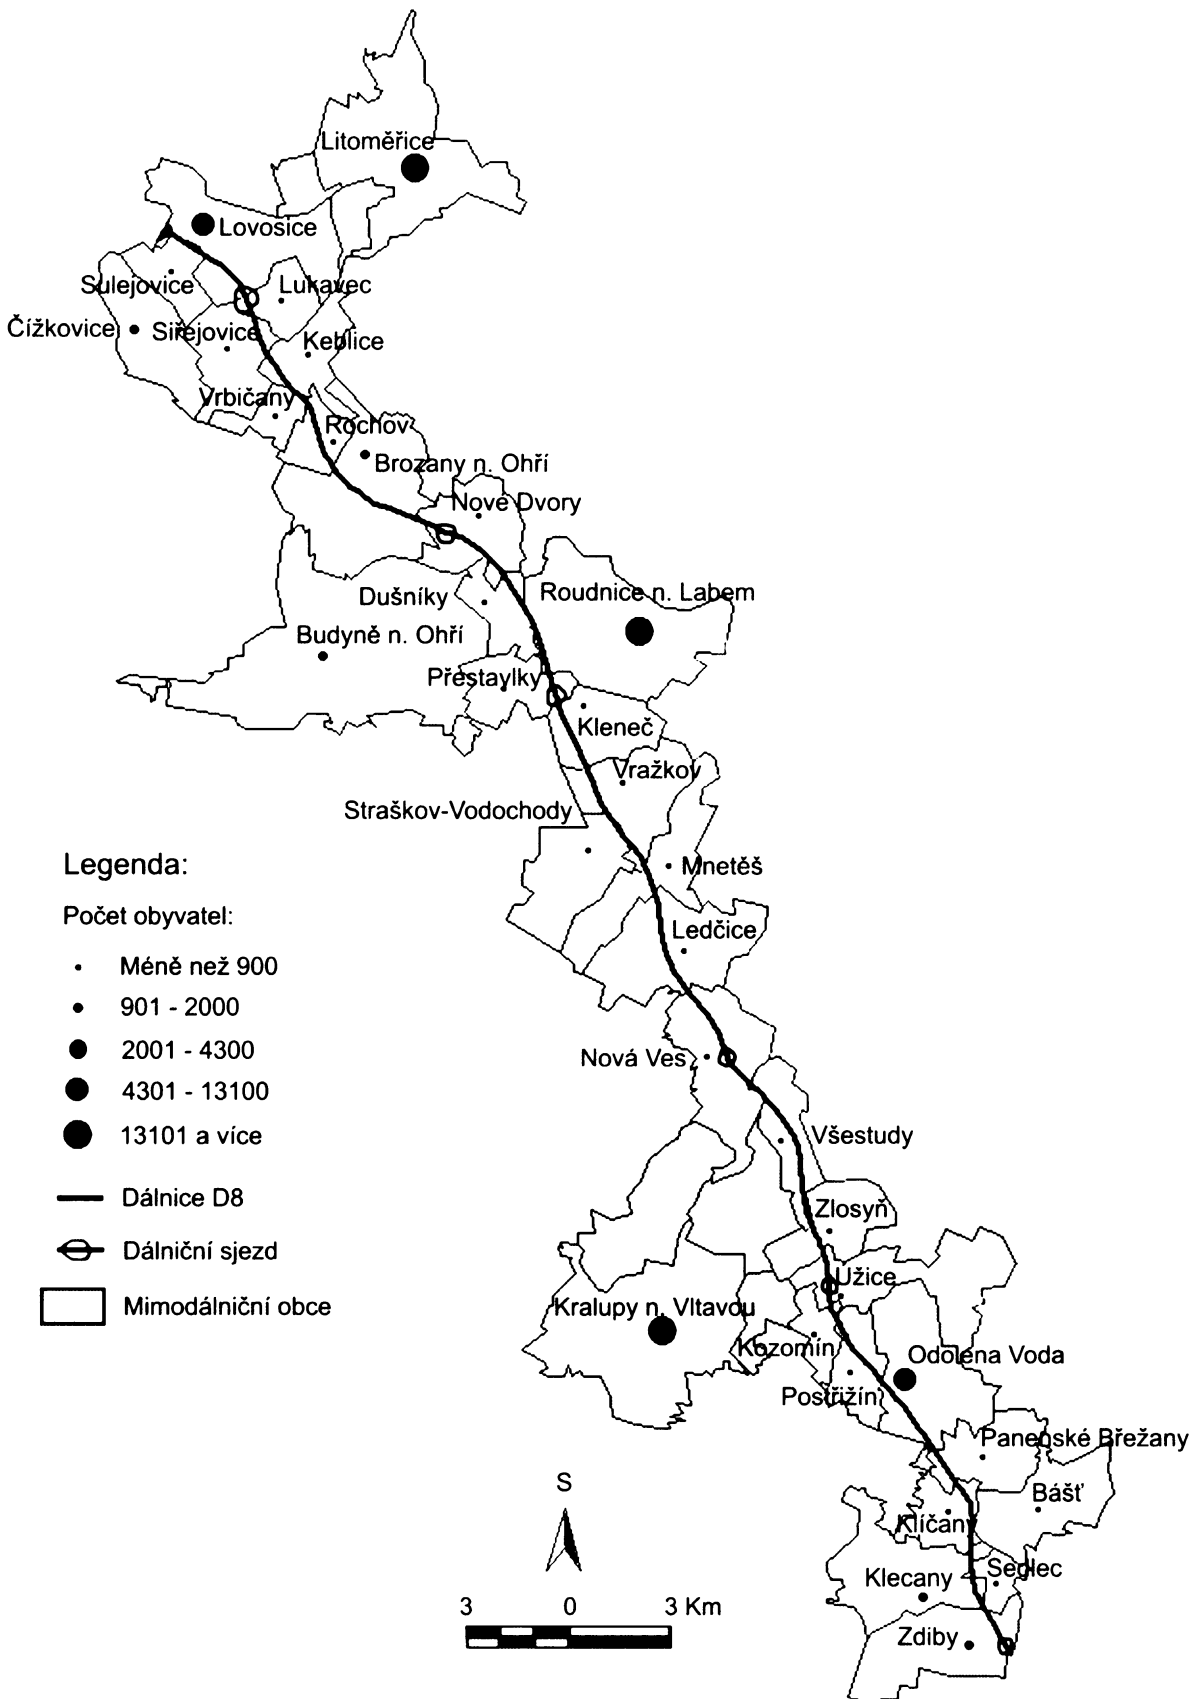 Litoměřice
Lovosice
Sulejovice
Lukavec
Čížkovice
Siřejovice
Keblice
Vrbičany
Rochov
Brozany n. Ohří
Nové Dvory
Dušníky
Roudnice n. Labem
Budyně n. Ohří
Přestavlky
Kleneč
Vražkov
Straškov-Vodochody
Mnetěš
Ledčice
Nová Ves
Všestudy
Zlosyň
Užice
Kralupy n. Vltavou
Kozomín
Odolena Voda
Postřižín
Panenské Břežany
Bášť
Klíčany
Sedlec
Klecany
Zdiby
Legenda:
Počet obyvatel:
Méně než 900
901 - 2000
2001 - 4300
4301 - 13100
13101 a více
Dálnice D8
Dálniční sjezd
Mimodálniční obce
S
3 0 3 Km